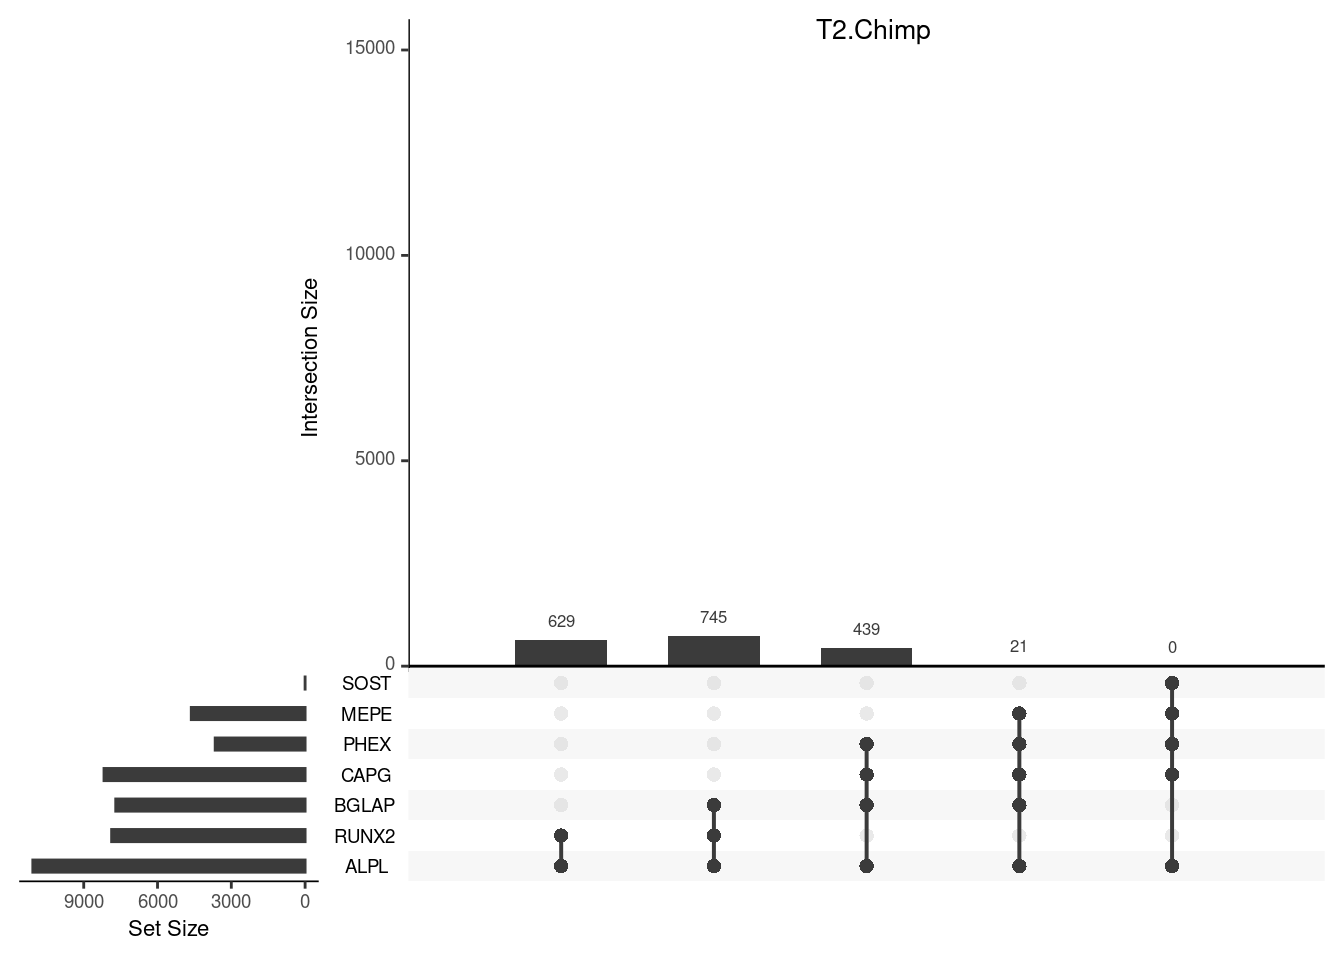 T2.Chimp
15000
10000
5000
0
Intersection Size
629
745
439
21
0
SOST
MEPE
PHEX
CAPG
BGLAP
RUNX2
ALPL
9000 6000 3000 0
Set Size